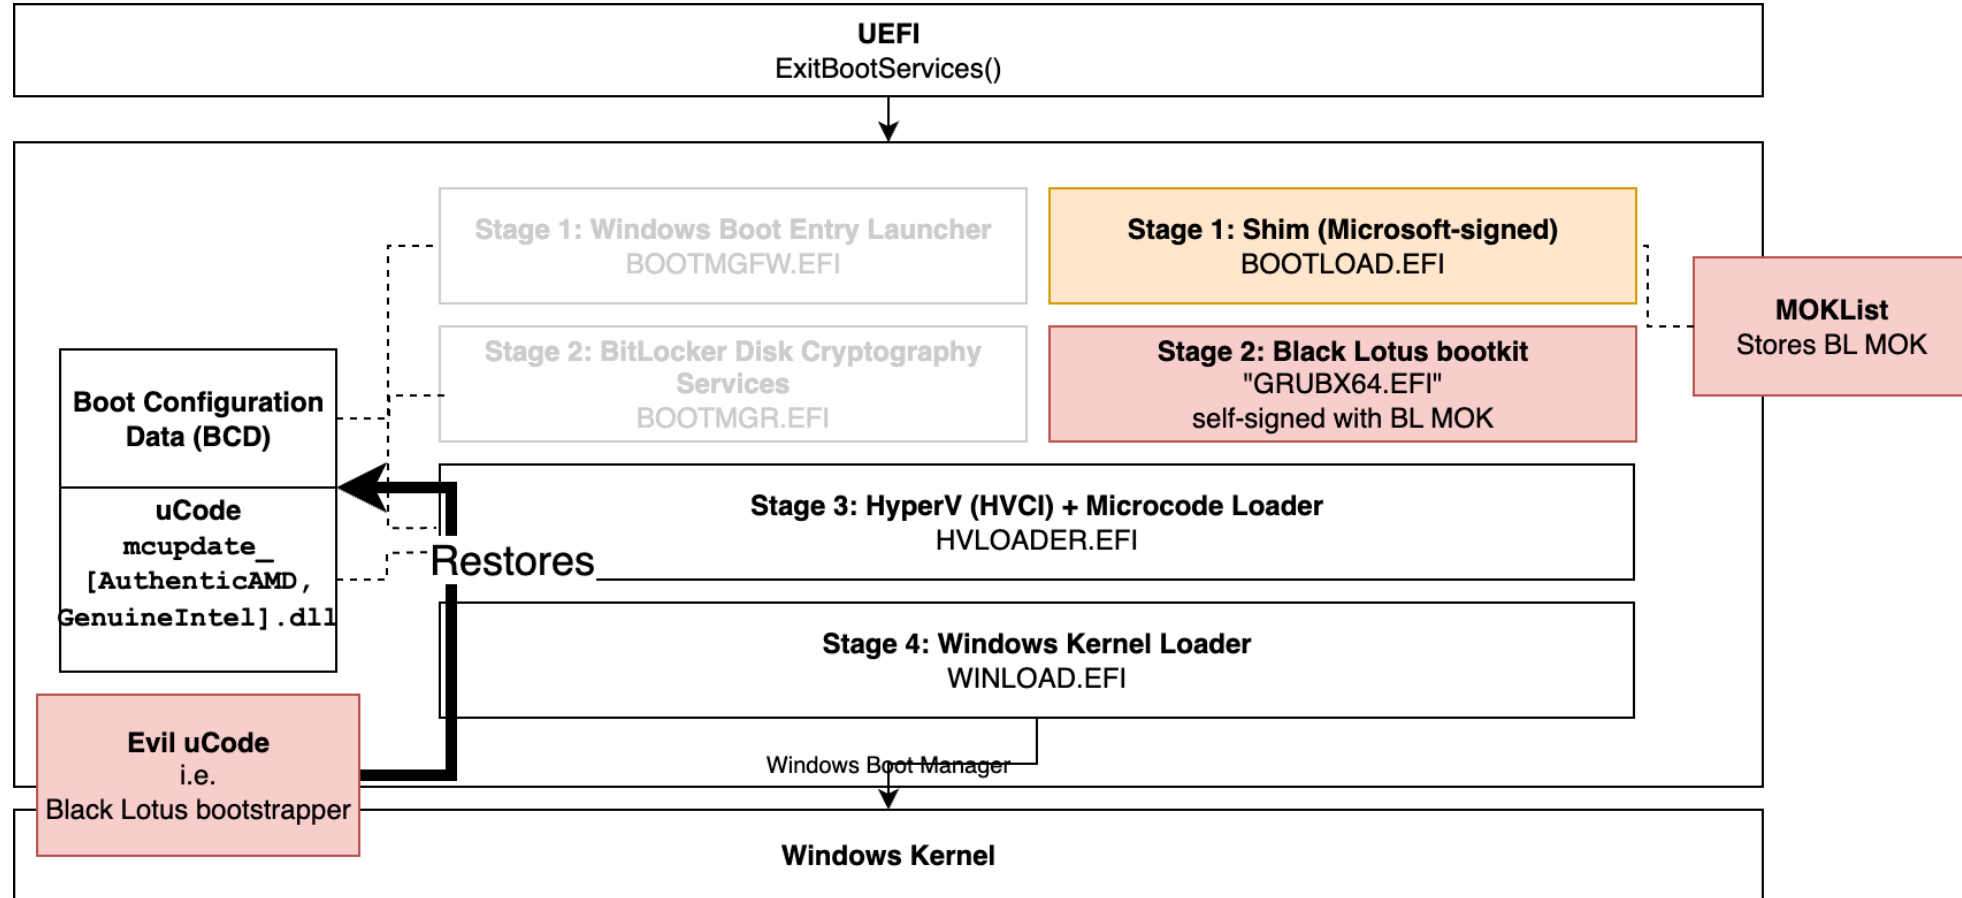 UEFI
ExitBootServices()
Stage 1: Windows Boot Entry Launcher
BOOTMGFW.EFI
Stage 1: Shim (Microsoft-signed)
BOOTLOAD.EFI
MOKList
Stores BL MOK
Stage 2: BitLocker Disk Cryptography
Services
BOOTMGR.EFI
Stage 2: Black Lotus bootkit
"GRUBX64.EFI"
self-signed with BL MOK
Boot Configuration
Data (BCD)
uCode
mcupdate_
[AuthenticAMD,
GenuineIntel].dll
Stage 3: HyperV (HVCI) + Microcode Loader
HVLOADER.EFI
Restores
Stage 4: Windows Kernel Loader
WINLOAD.EFI
Evil uCode
i.e.
Black Lotus bootstrapper
Windows Boot Manager
Windows Kernel